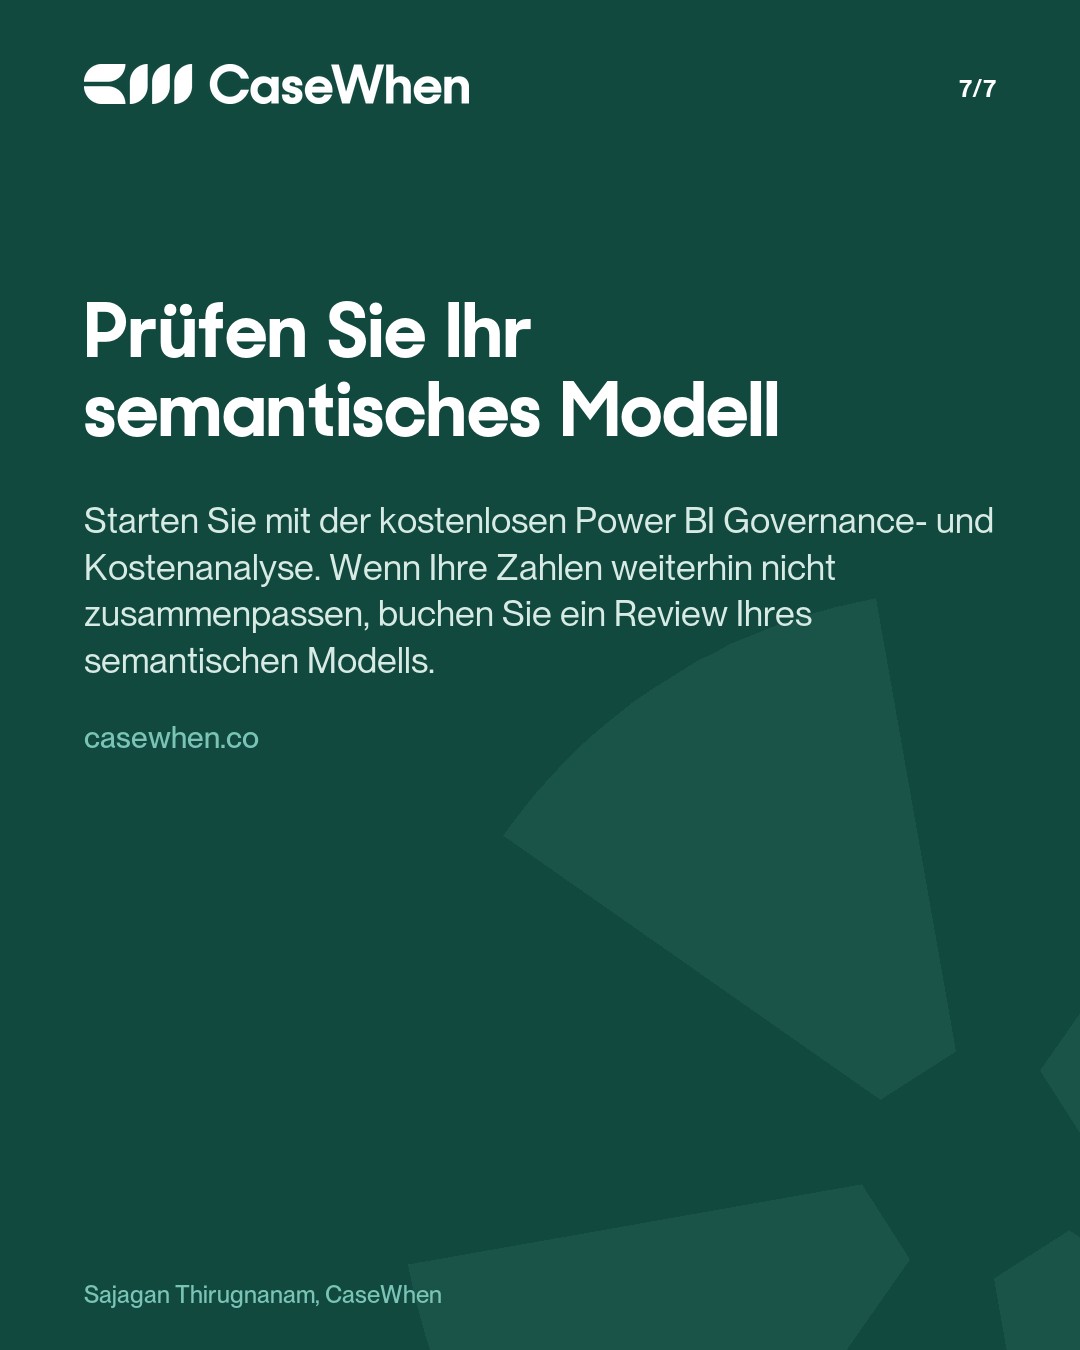 CaseWhen
7/7
Prüfen Sie Ihr
semantisches Modell
Starten Sie mit der kostenlosen Power BI Governance- und
Kostenanalyse. Wenn Ihre Zahlen weiterhin nicht
zusammenpassen, buchen Sie ein Review Ihres
semantischen Modells.
casewhen.co
Sajagan Thirugnanam, CaseWhen